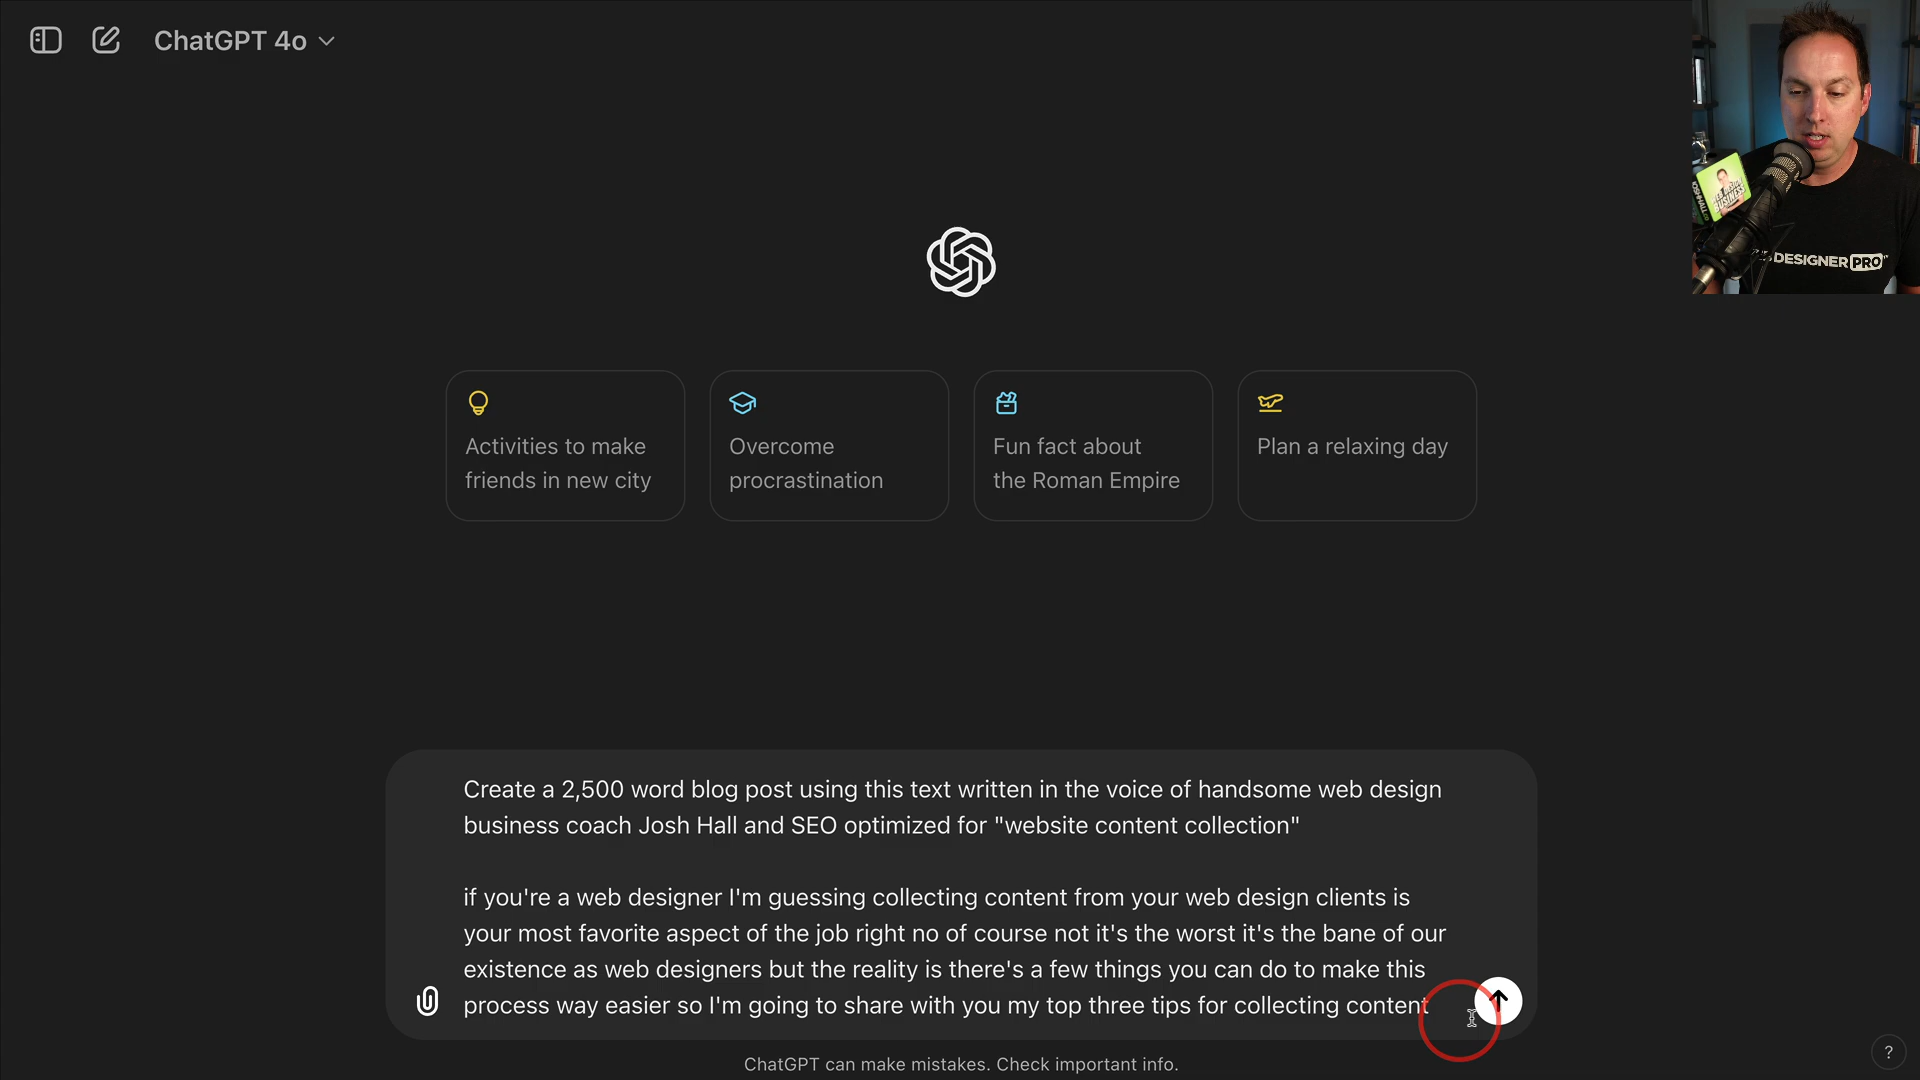 ChatGPT 4o
DESIGNER PRO
BUSINESS
Activities to make
friends in new city
Overcome
procrastination
Fun fact about
the Roman Empire
Plan a relaxing day
Create a 2,500 word blog post using this text written in the voice of handsome web design
business coach Josh Hall and SEO optimized for "website content collection"
if you're a web designer I'm guessing collecting content from your web design clients is
your most favorite aspect of the job right no of course not it's the worst it's the bane of our
existence as web designers but the reality is there's a few things you can do to make this
process way easier so I'm going to share with you my top three tips for collecting content
ChatGPT can make mistakes. Check important info.
?